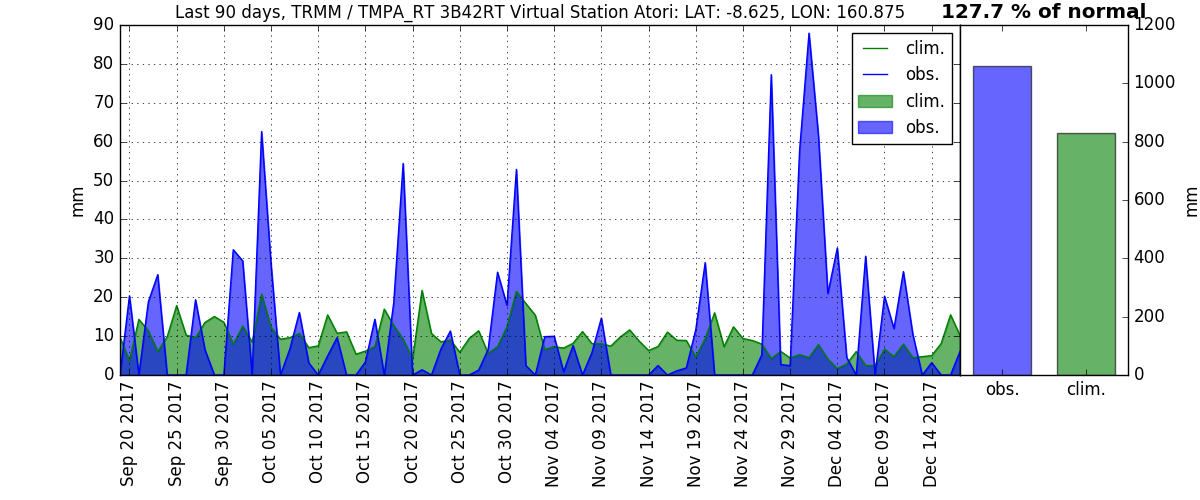 Last 90 days, TRMM / TMPA_RT 3B42RT Virtual Station Atori: LAT: -8.625, LON: 160.875
127.7 % of normal
90
80
70
60
50
40
30
20
10
0
mm
clim.
obs.
clim.
obs.
1200
1000
800
600
400
200
0
mm
Sep 20 2017
Sep 25 2017
Sep 30 2017
Oct 05 2017
Oct 10 2017
Oct 15 2017
Oct 20 2017
Oct 25 2017
Oct 30 2017
Nov 04 2017
Nov 09 2017
Nov 14 2017
Nov 19 2017
Nov 24 2017
Nov 29 2017
Dec 04 2017
Dec 09 2017
Dec 14 2017
obs.
clim.